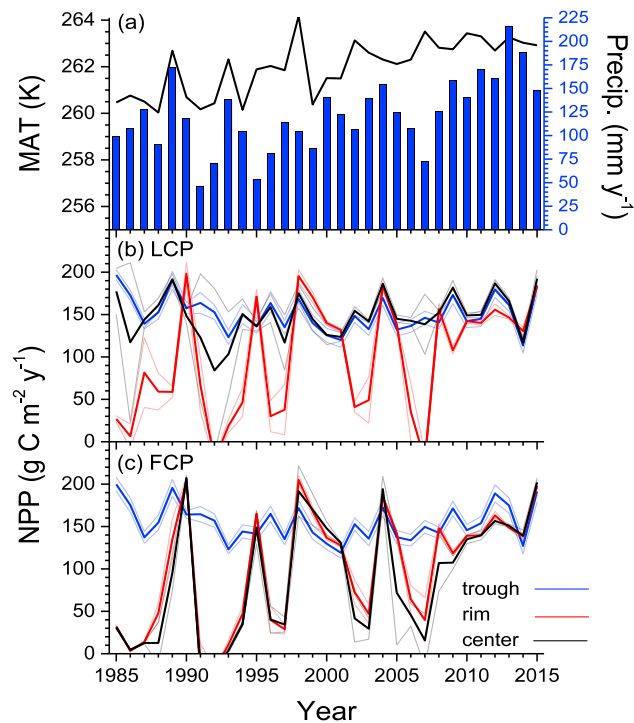 (a)
264
262
260
258
256
MAT (K)
225
200
175
150
125
100
75
50
25
0
Precip. (mm y⁻¹)
(b) LCP
200
150
100
50
0
(c) FCP
200
150
100
50
0
NPP (g C m⁻² y⁻¹)
trough
rim
center
1985 1990 1995 2000 2005 2010 2015
Year